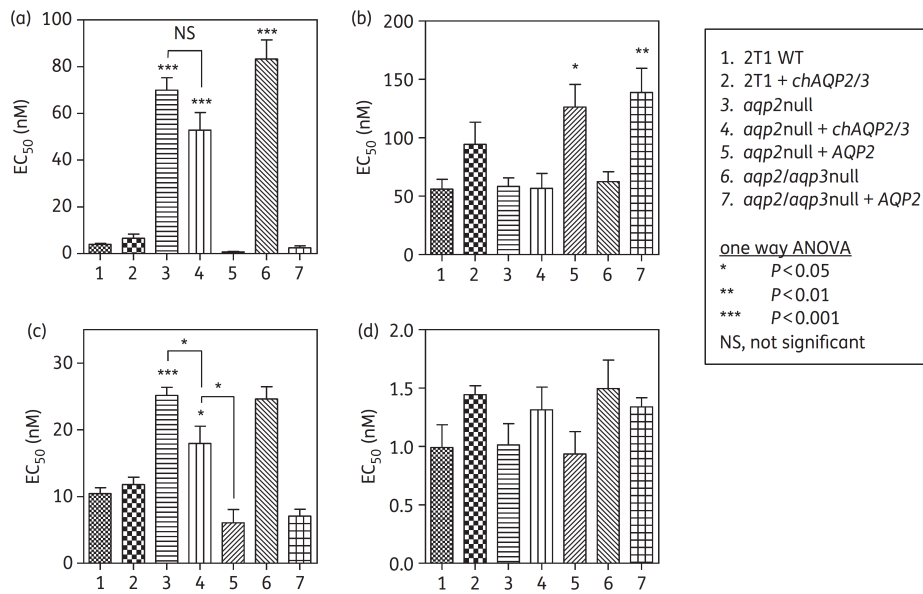 (a)
100
80
60
40
20
0
EC50 (nM)
NS
***
***
***
1 2 3 4 5 6 7
(b)
200
150
100
50
0
EC50 (nM)
*
**
1 2 3 4 5 6 7
(c)
30
20
10
0
EC50 (nM)
*
***
*
*
1 2 3 4 5 6 7
(d)
2.0
1.5
1.0
0.5
0.0
EC50 (nM)
1 2 3 4 5 6 7
1. 2T1 WT
2. 2T1 + chAQP2/3
3. aqp2null
4. aqp2null + chAQP2/3
5. aqp2null + AQP2
6. aqp2/aqp3null
7. aqp2/aqp3null + AQP2
one way ANOVA
* P < 0.05
** P < 0.01
*** P < 0.001
NS, not significant